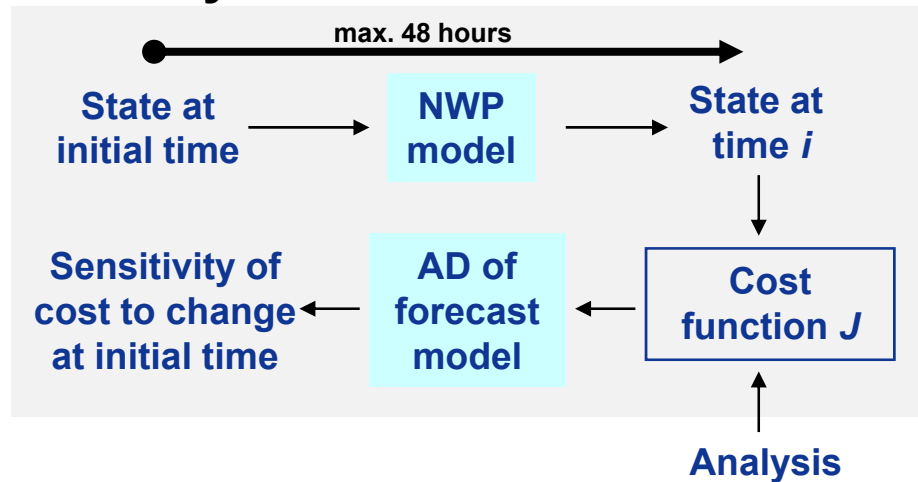 max. 48 hours
State at
initial time
NWP
model
State at
time i
Sensitivity of
cost to change
at initial time
AD of
forecast
model
Cost
function J
Analysis